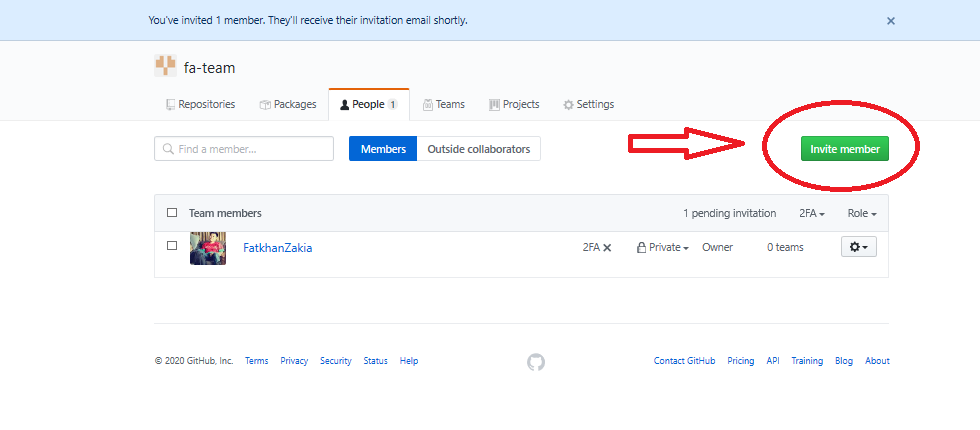 You've invited 1 member. They'll receive their invitation email shortly.
fa-team
Repositories Packages People 1 Teams Projects Settings
Find a member... Members Outside collaborators Invite member
Team members 1 pending invitation 2FA Role
FatkhanZakia 2FA Private Owner 0 teams
© 2020 GitHub, Inc. Terms Privacy Security Status Help Contact GitHub Pricing API Training Blog About